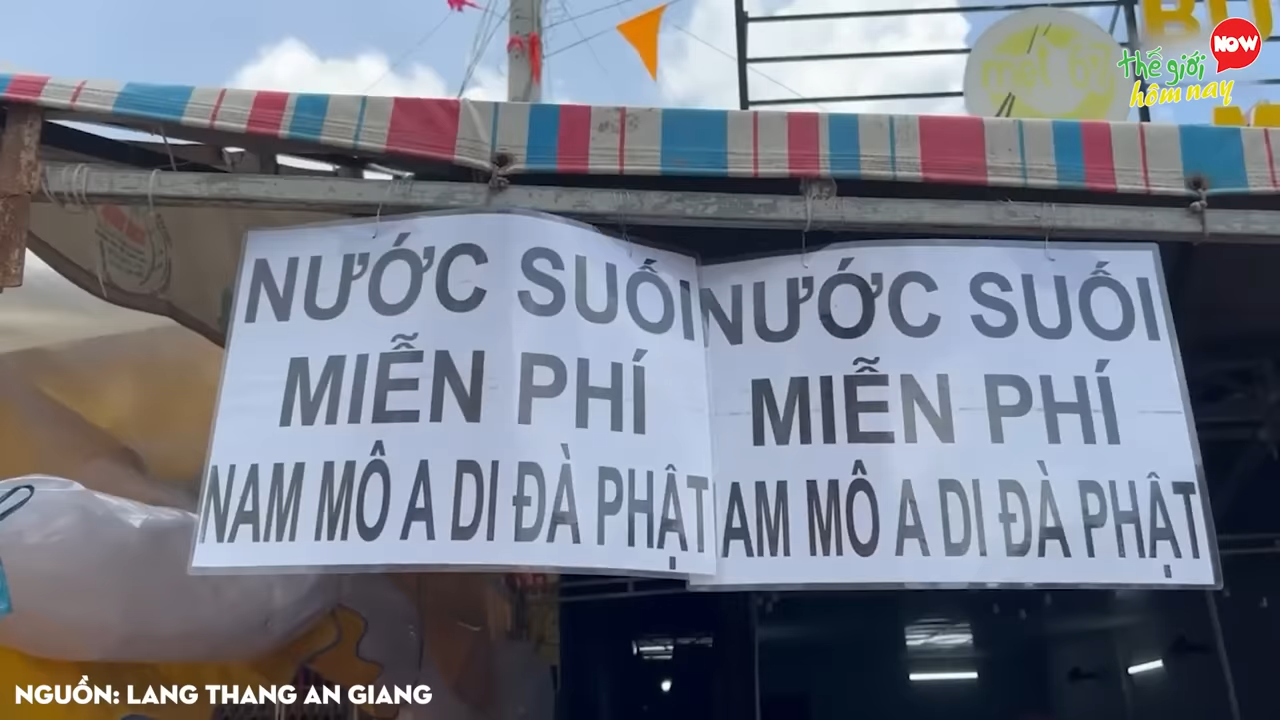 NOW
thế giới
hôm nay
NƯỚC SUỐI
MIỄN PHÍ
NAM MÔ A DI ĐÀ PHẬT
NƯỚC SUỐI
MIỄN PHÍ
AM MÔ A DI ĐÀ PHẬT
NGUỒN: LANG THANG AN GIANG